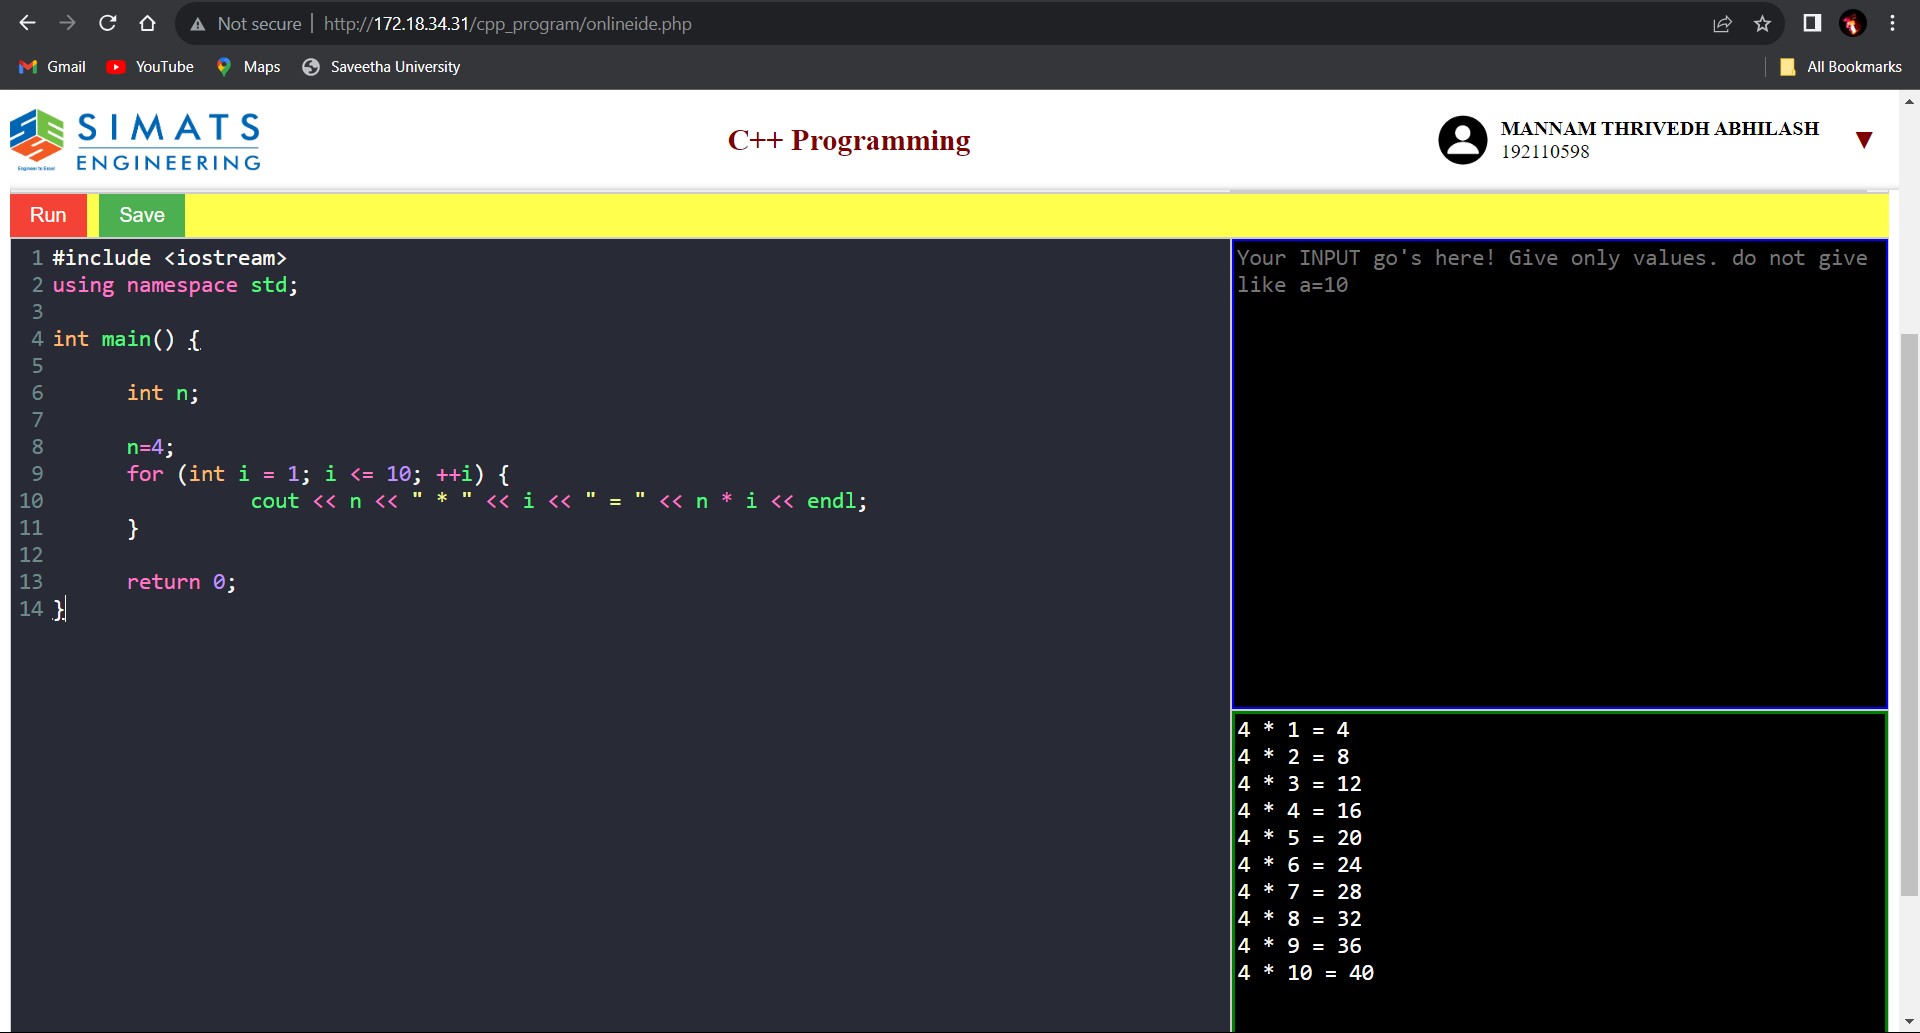 Not secure | http://172.18.34.31/cpp_program/onlineide.php
Gmail YouTube Maps Saveetha University All Bookmarks
SIMATS
ENGINEERING
Engineer to Excel
C++ Programming
MANNAM THRIVEDH ABHILASH
192110598
Run Save
1 #include <iostream>
2 using namespace std;
3
4 int main() {
5
6 int n;
7
8 n=4;
9 for (int i = 1; i <= 10; ++i) {
10 cout << n << " * " << i << " = " << n * i << endl;
11 }
12
13 return 0;
14 }
Your INPUT go's here! Give only values. do not give
like a=10
4 * 1 = 4
4 * 2 = 8
4 * 3 = 12
4 * 4 = 16
4 * 5 = 20
4 * 6 = 24
4 * 7 = 28
4 * 8 = 32
4 * 9 = 36
4 * 10 = 40